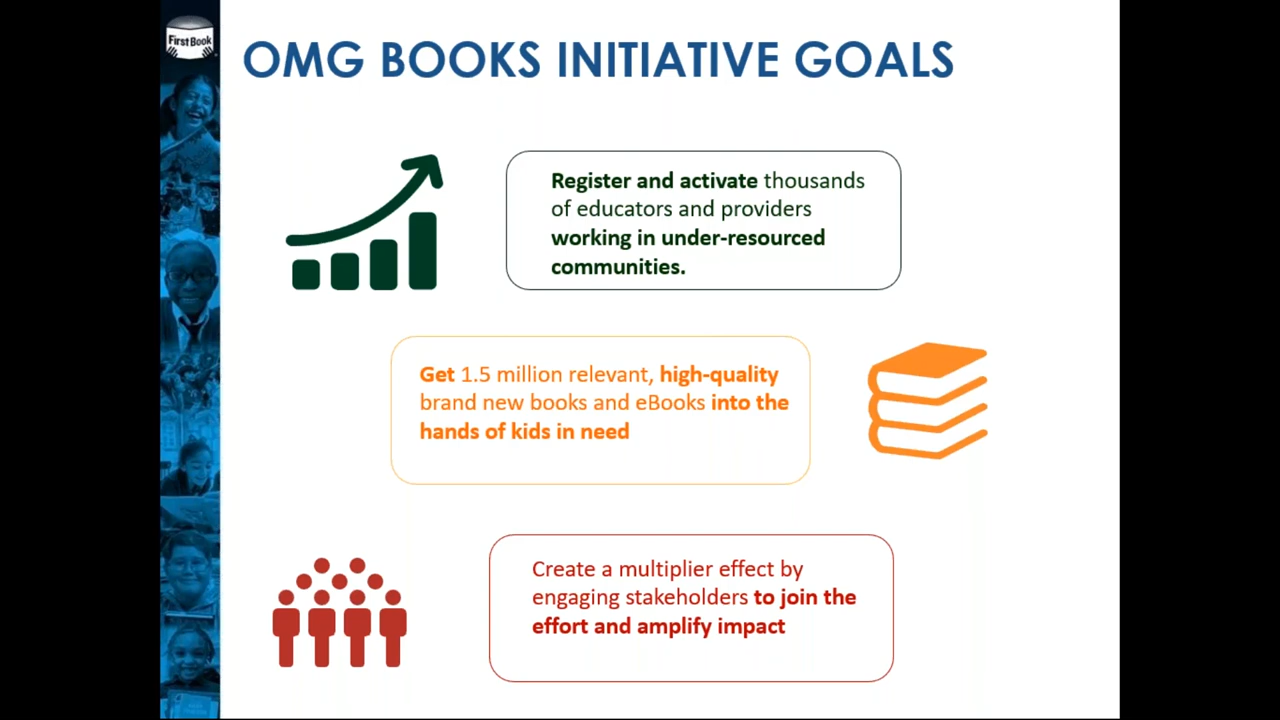 First Book
OMG BOOKS INITIATIVE GOALS
Register and activate thousands
of educators and providers
working in under-resourced
communities.
Get 1.5 million relevant, high-quality
brand new books and eBooks into the
hands of kids in need
Create a multiplier effect by
engaging stakeholders to join the
effort and amplify impact